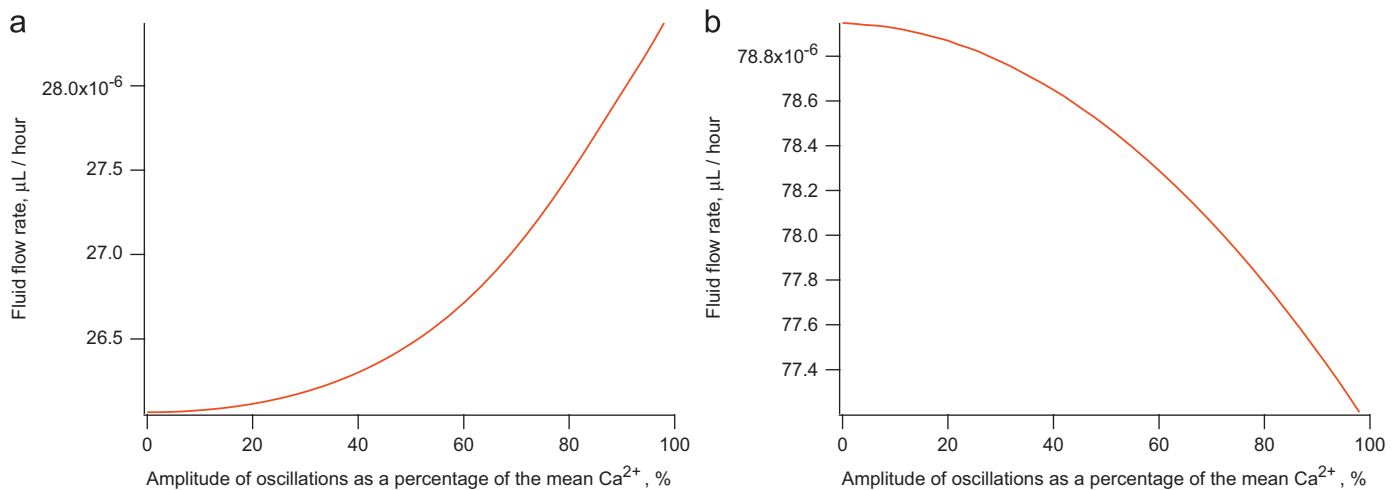 a
Fluid flow rate, μL / hour
28.0x10-6
27.5
27.0
26.5
0 20 40 60 80 100
Amplitude of oscillations as a percentage of the mean Ca2+ , %
b
Fluid flow rate, μL / hour
78.8x10-6
78.6
78.4
78.2
78.0
77.8
77.6
77.4
0 20 40 60 80 100
Amplitude of oscillations as a percentage of the mean Ca2+ , %